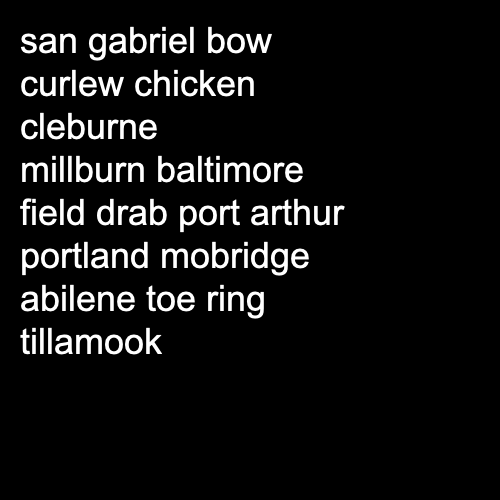 san gabriel bow
curlew chicken
cleburne
millburn baltimore
field drab port arthur
portland mobridge
abilene toe ring
tillamook